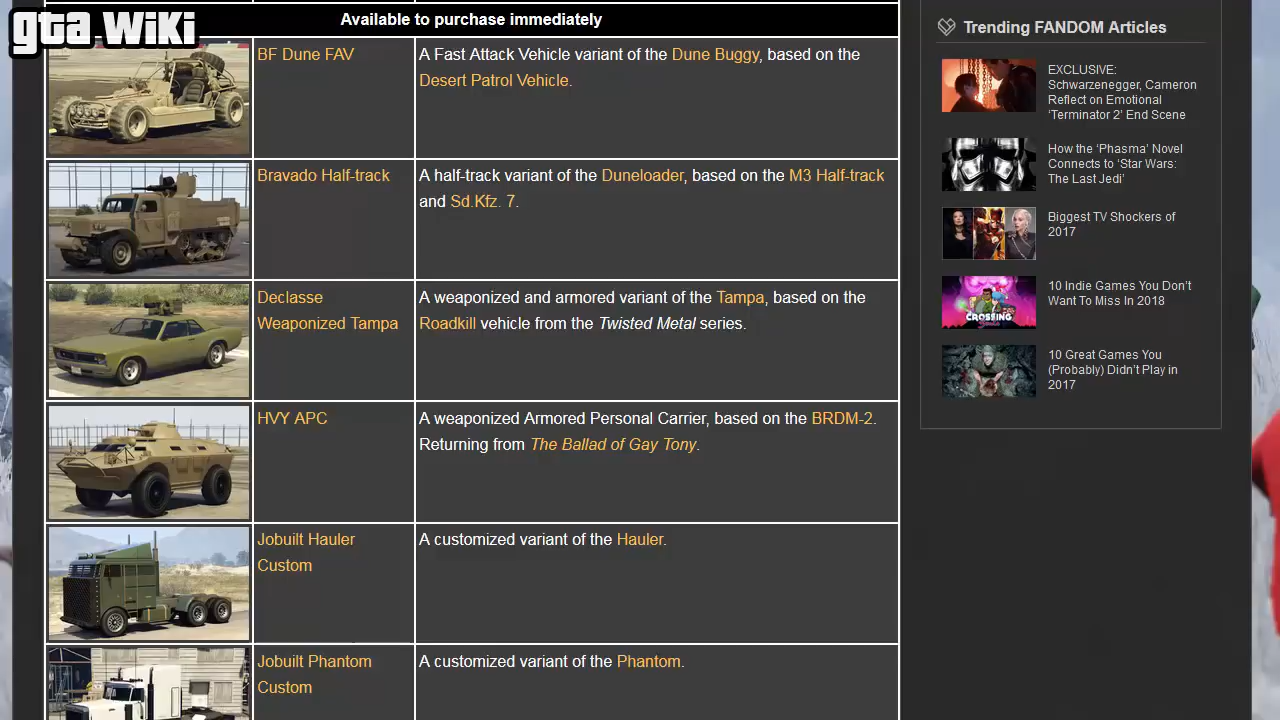 gta wiki
Available to purchase immediately
BF Dune FAV
A Fast Attack Vehicle variant of the Dune Buggy, based on the
Desert Patrol Vehicle.
Bravado Half-track
A half-track variant of the Duneloader, based on the M3 Half-track
and Sd.Kfz. 7.
Declasse
Weaponized Tampa
A weaponized and armored variant of the Tampa, based on the
Roadkill vehicle from the Twisted Metal series.
HVY APC
A weaponized Armored Personal Carrier, based on the BRDM-2.
Returning from The Ballad of Gay Tony.
Jobuilt Hauler
Custom
A customized variant of the Hauler.
Jobuilt Phantom
Custom
A customized variant of the Phantom.
Trending FANDOM Articles
EXCLUSIVE:
Schwarzenegger, Cameron
Reflect on Emotional
‘Terminator 2’ End Scene
How the ‘Phasma’ Novel
Connects to ‘Star Wars:
The Last Jedi’
Biggest TV Shockers of
2017
CROSSING
10 Indie Games You Don’t
Want To Miss In 2018
10 Great Games You
(Probably) Didn’t Play in
2017